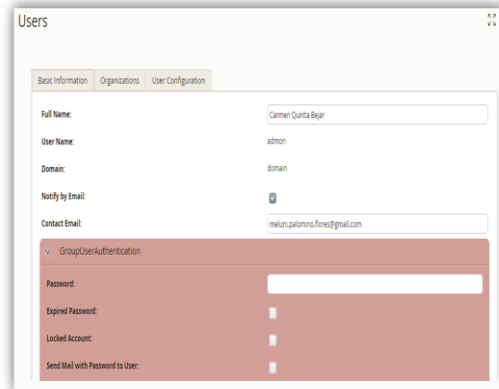 Users
Basic Information Organizations User Configuration
Full Name: Carmen Quinta Bejar
User Name: admon
Domain: domain
Notify by Email:
Contact Email: meluni.palomino.flores@gmail.com
GroupUserAuthentication
Password:
Expired Password:
Locked Account:
Send Mail with Password to User: